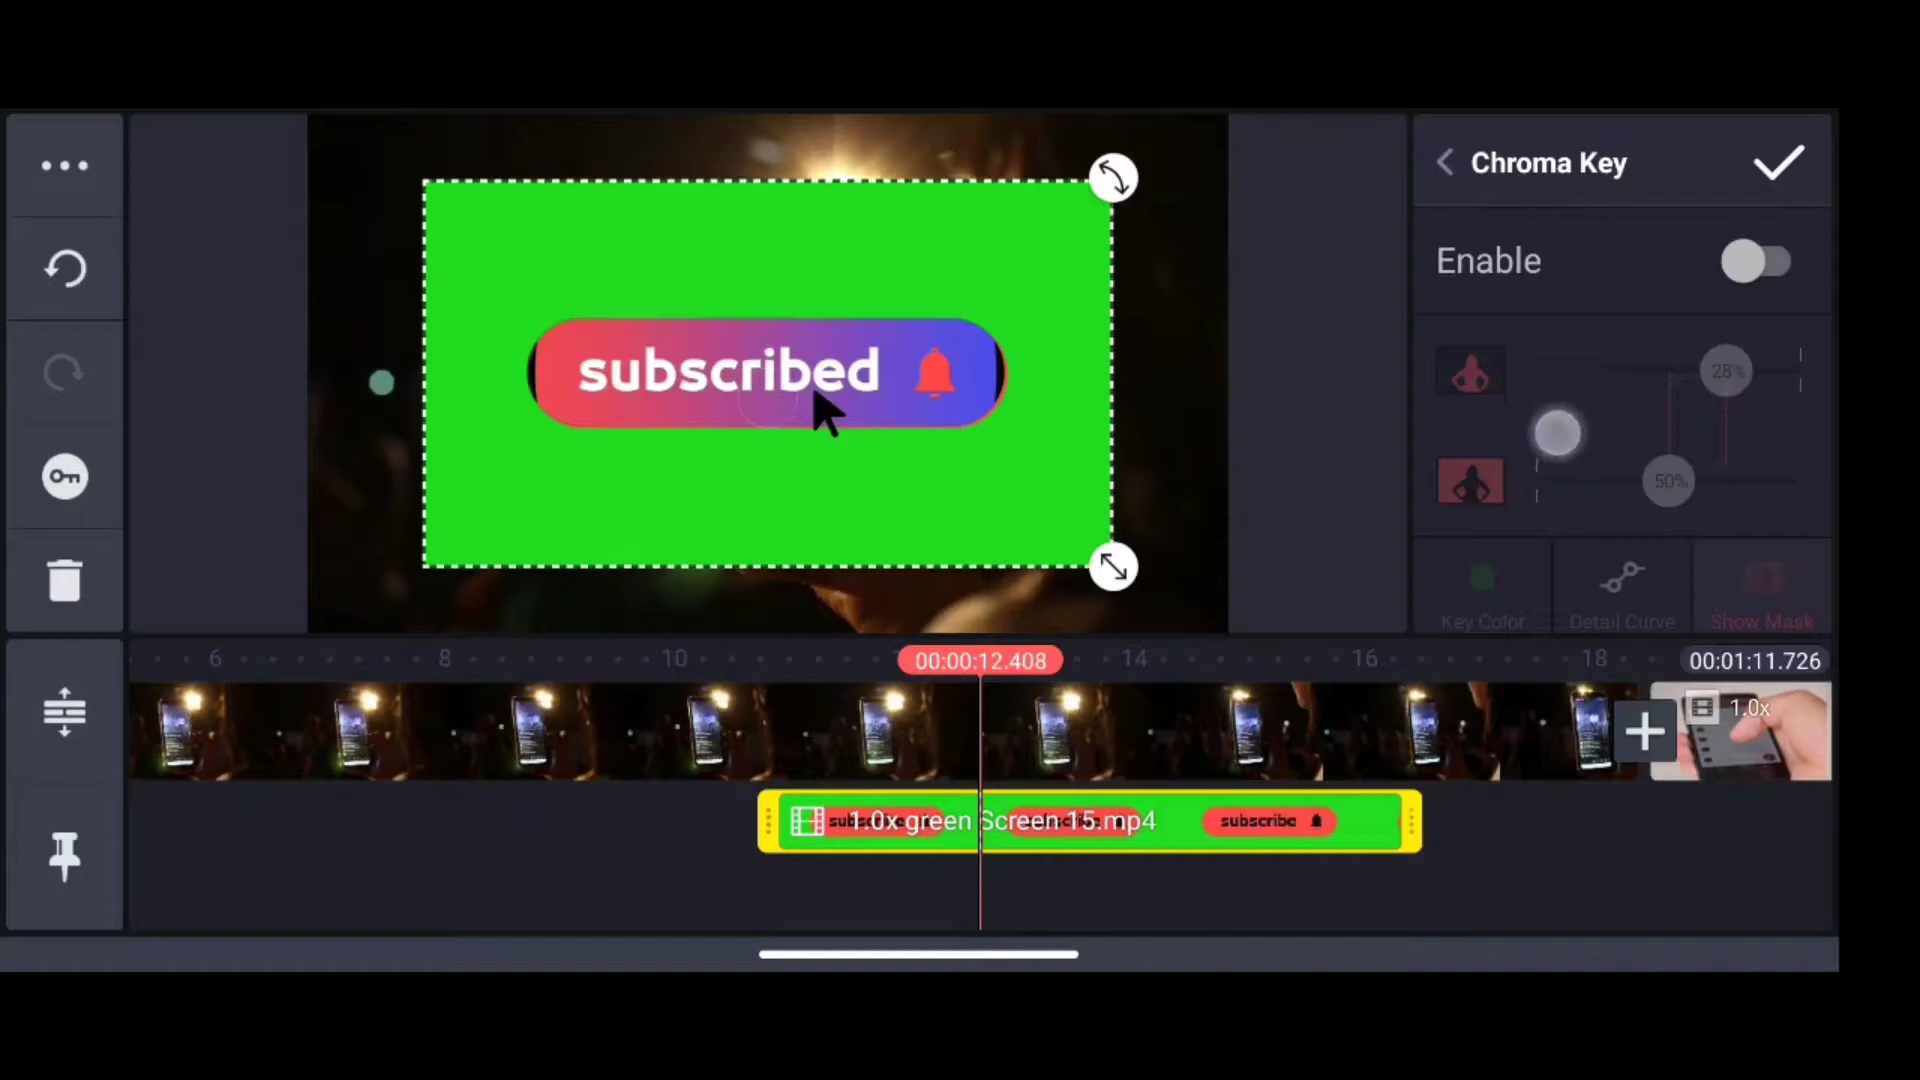 Chroma Key
Enable
subscribed
28%
50%
Key Color
Detail Curve
Show Mask
6
8
10
00:00:12.408
14
16
18
00:01:11.726
1.0x
1.0x green Screen 15.mp4
subscribe